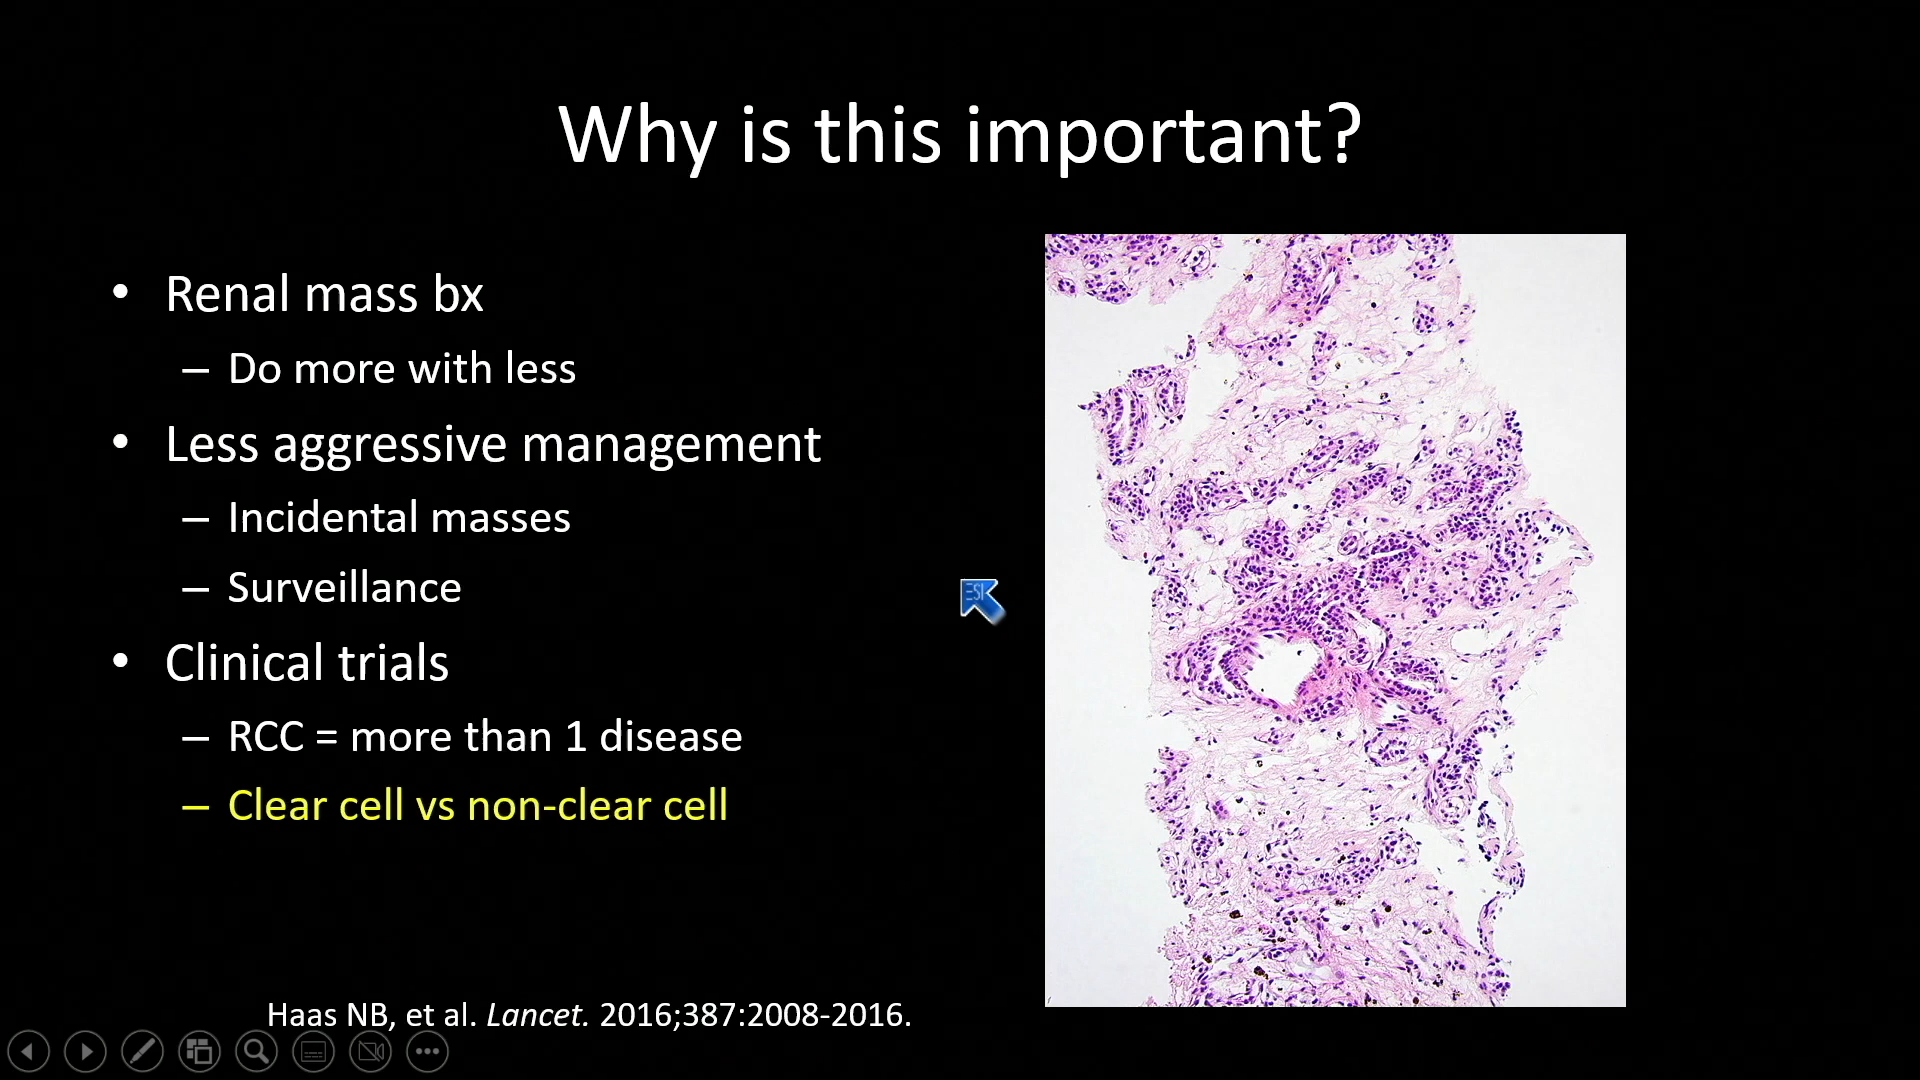 Why is this important?
• Renal mass bx
– Do more with less
• Less aggressive management
– Incidental masses
– Surveillance
• Clinical trials
– RCC = more than 1 disease
– Clear cell vs non-clear cell
Haas NB, et al. Lancet. 2016;387:2008-2016.